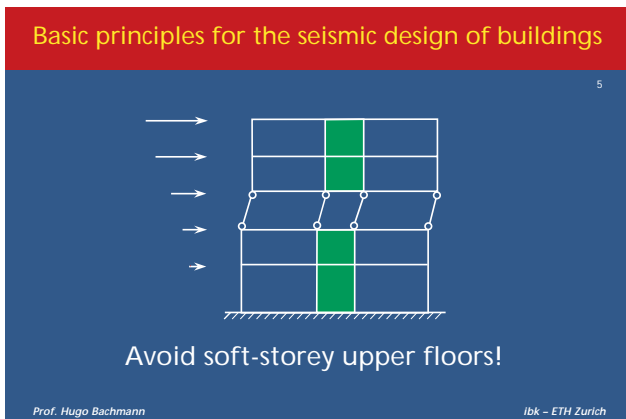 Basic principles for the seismic design of buildings
5
Avoid soft-storey upper floors!
Prof. Hugo Bachmann ibk – ETH Zurich